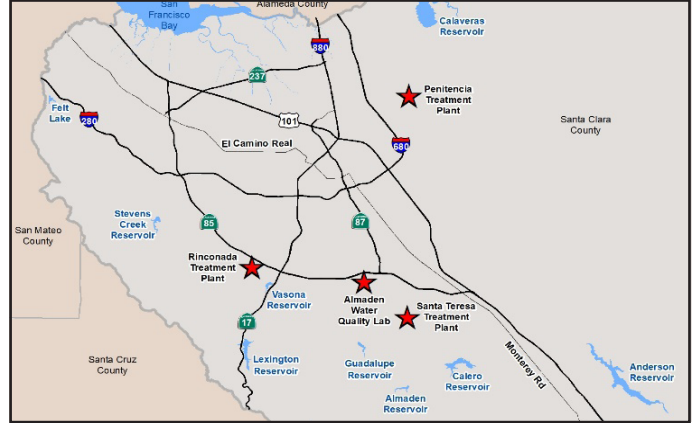 San
Francisco
Bay
Alameda County
Calaveras
Reservoir
880
237
Penitencia
Treatment
Plant
Felt
Lake
280
101
Santa Clara
County
El Camino Real
680
Stevens
Creek
Reservoir
85
87
San Mateo
County
Rinconada
Treatment
Plant
Vasona
Reservoir
Almaden
Water
Quality Lab
Santa Teresa
Treatment
Plant
17
Monterey Rd
Santa Cruz
County
Lexington
Reservoir
Guadalupe
Reservoir
Calero
Reservoir
Anderson
Reservoir
Almaden
Reservoir